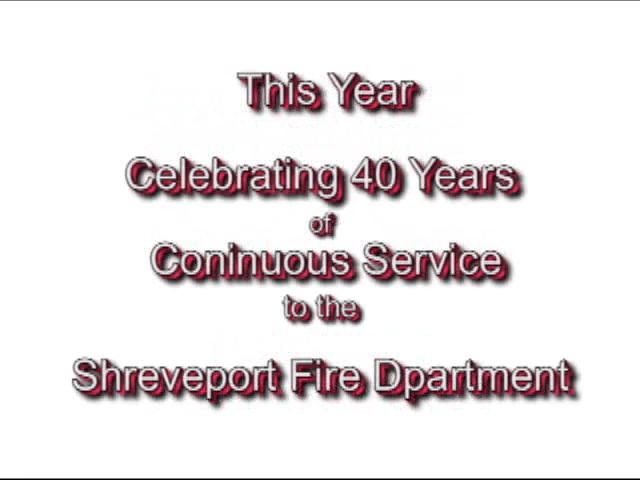 This Year
Celebrating 40 Years
of
Coninuous Service
to the
Shreveport Fire Dpartment